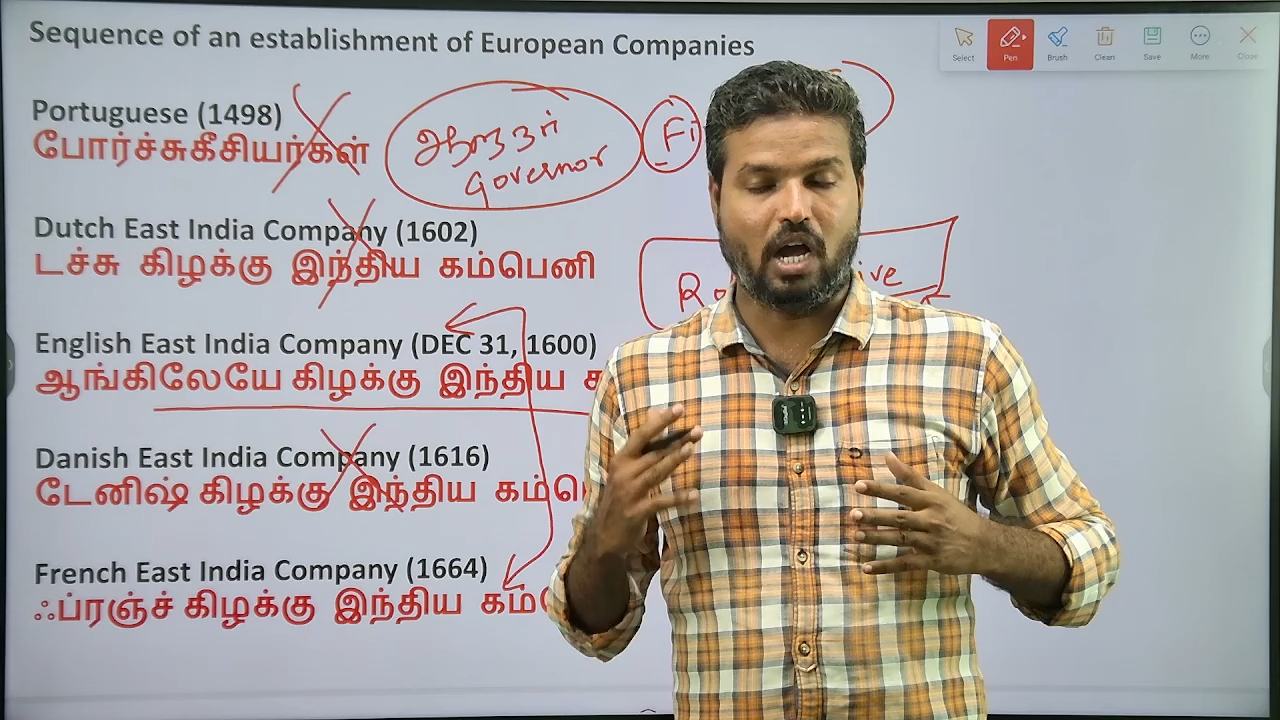 Sequence of an establishment of European Companies
Select
Pen
Brush
Clean
Save
More
Close
Portuguese (1498)
போர்ச்சுகீசியர்கள்
ஆளுநர்
Governor
Fi
Dutch East India Company (1602)
டச்சு கிழக்கு இந்திய கம்பெனி
English East India Company (DEC 31, 1600)
ஆங்கிலேயே கிழக்கு இந்திய
Danish East India Company (1616)
டேனிஷ் கிழக்கு இந்திய
French East India Company (1664)
ஃப்ரஞ்ச் கிழக்கு இந்திய